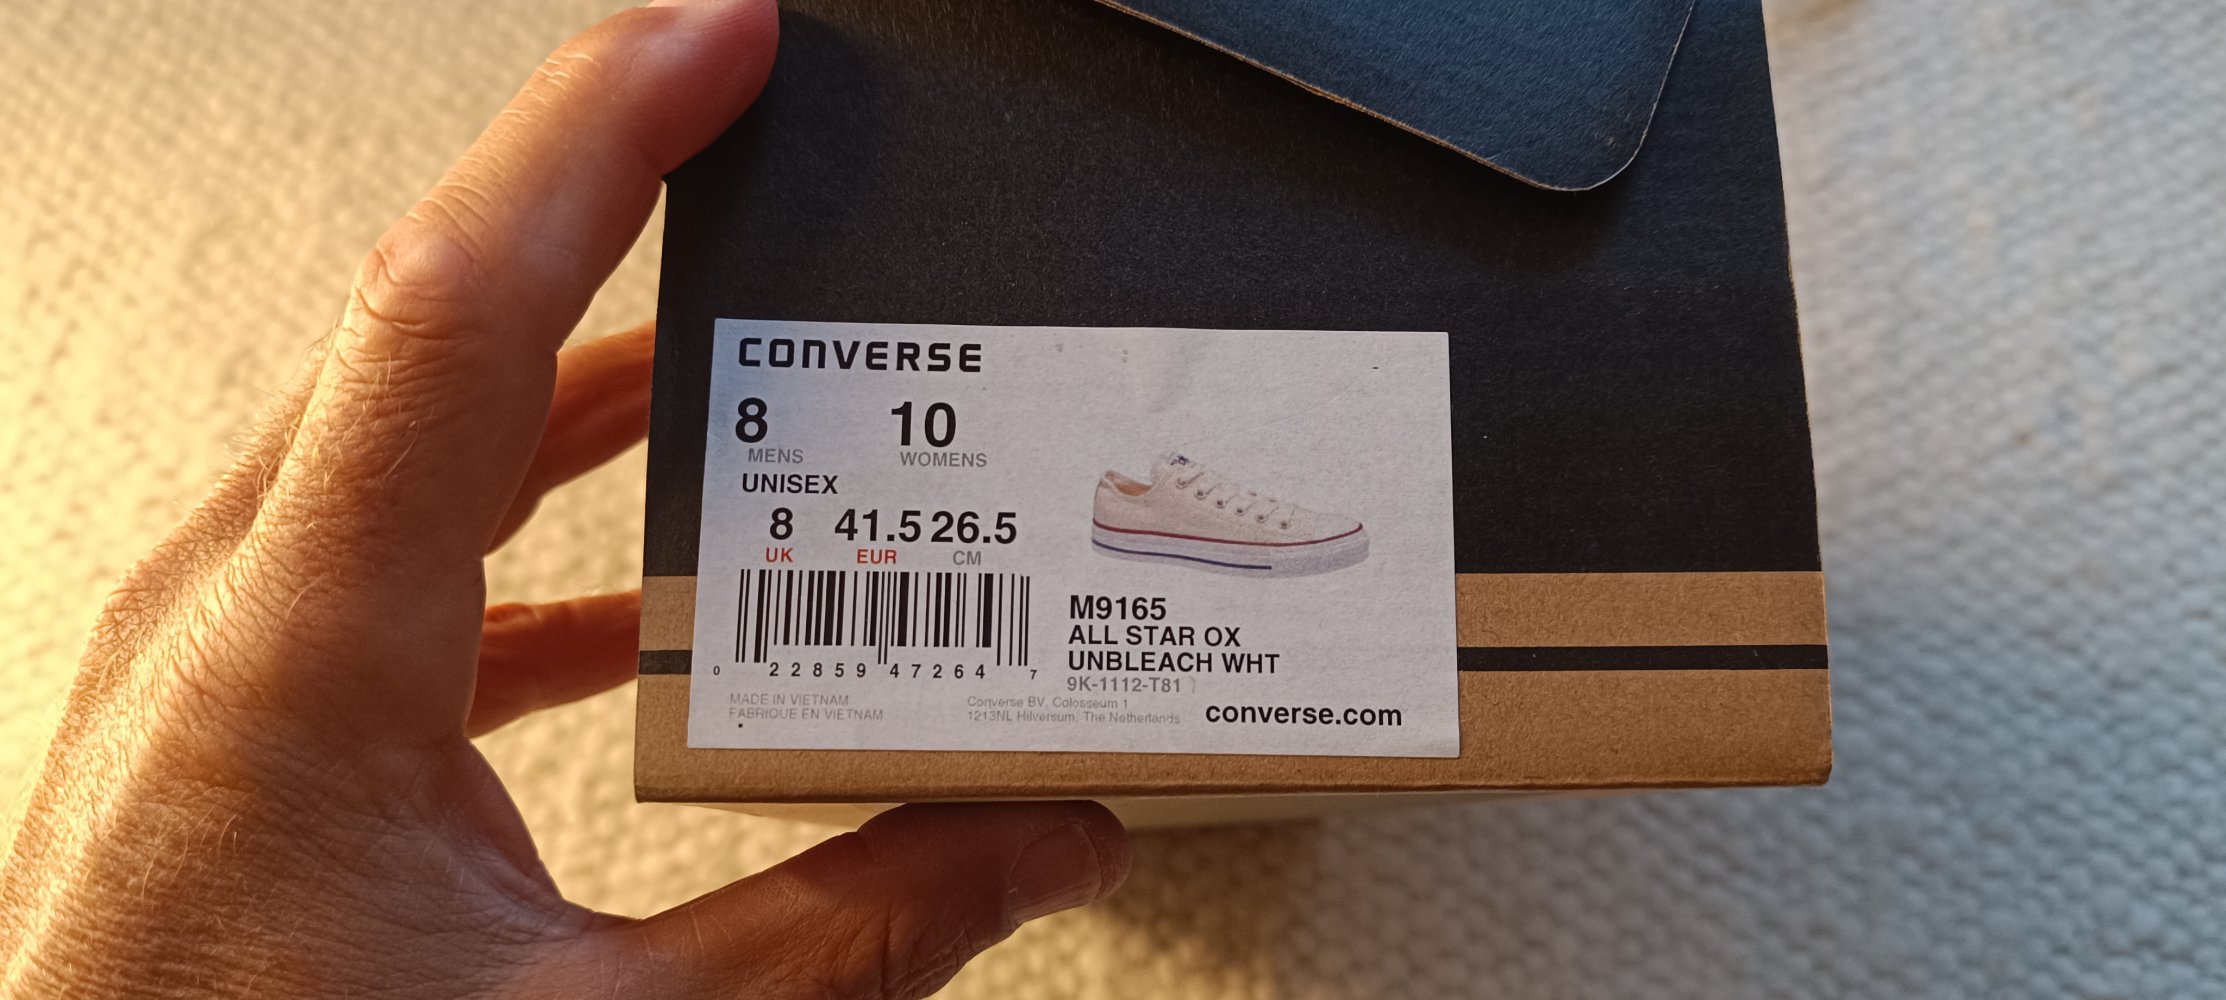 CONVERSE
8 10
MENS WOMENS
UNISEX
8 41.5 26.5
UK EUR CM
0 22859 47264 7
M9165
ALL STAR OX
UNBLEACH WHT
9K-1112-T81
MADE IN VIETNAM
FABRIQUE EN VIETNAM
Converse BV, Colosseum 1
1213NL Hilversum, The Netherlands
converse.com